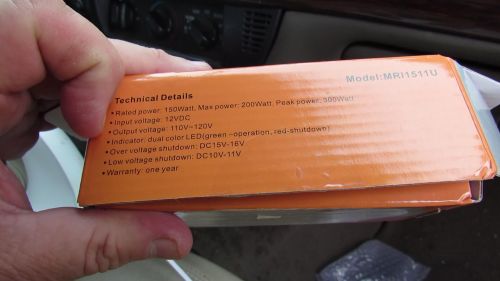 Model:MRI1511U
Technical Details
• Rated power: 150Watt, Max power: 200Watt, Peak power: 300Watt
• Input voltage: 12VDC
• Output voltage: 110V~120V
• Indicator: dual color LED(green -operation, red-shutdown)
• Over voltage shutdown: DC15V-16V
• Low voltage shutdown: DC10V-11V
• Warranty: one year